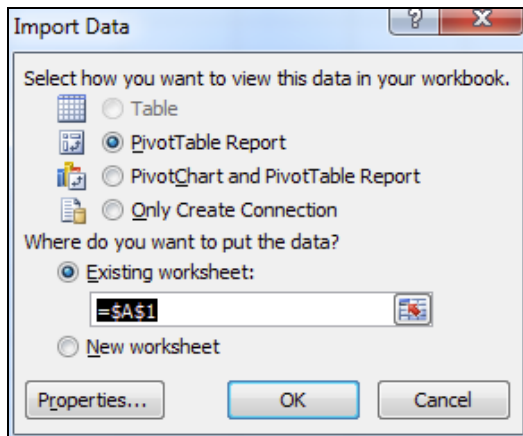 Import Data
Select how you want to view this data in your workbook.
Table
PivotTable Report
PivotChart and PivotTable Report
Only Create Connection
Where do you want to put the data?
Existing worksheet:
=$A$1
New worksheet
Properties... OK Cancel